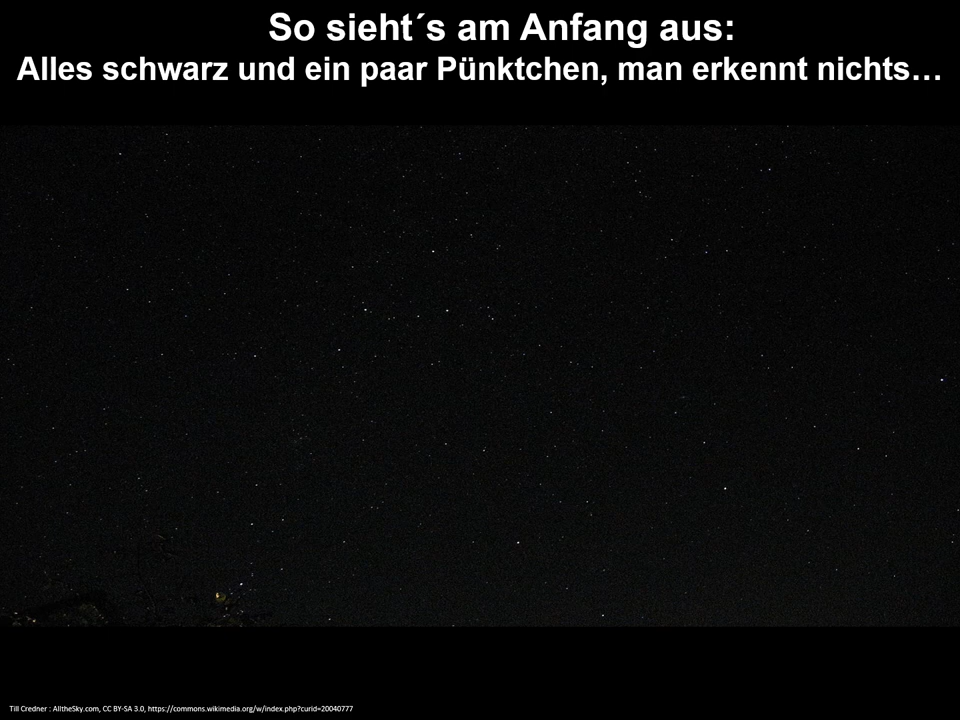 So sieht´s am Anfang aus:
Alles schwarz und ein paar Pünktchen, man erkennt nichts…
Till Credner : AlltheSky.com, CC BY-SA 3.0, https://commons.wikimedia.org/w/index.php?curid=20040777